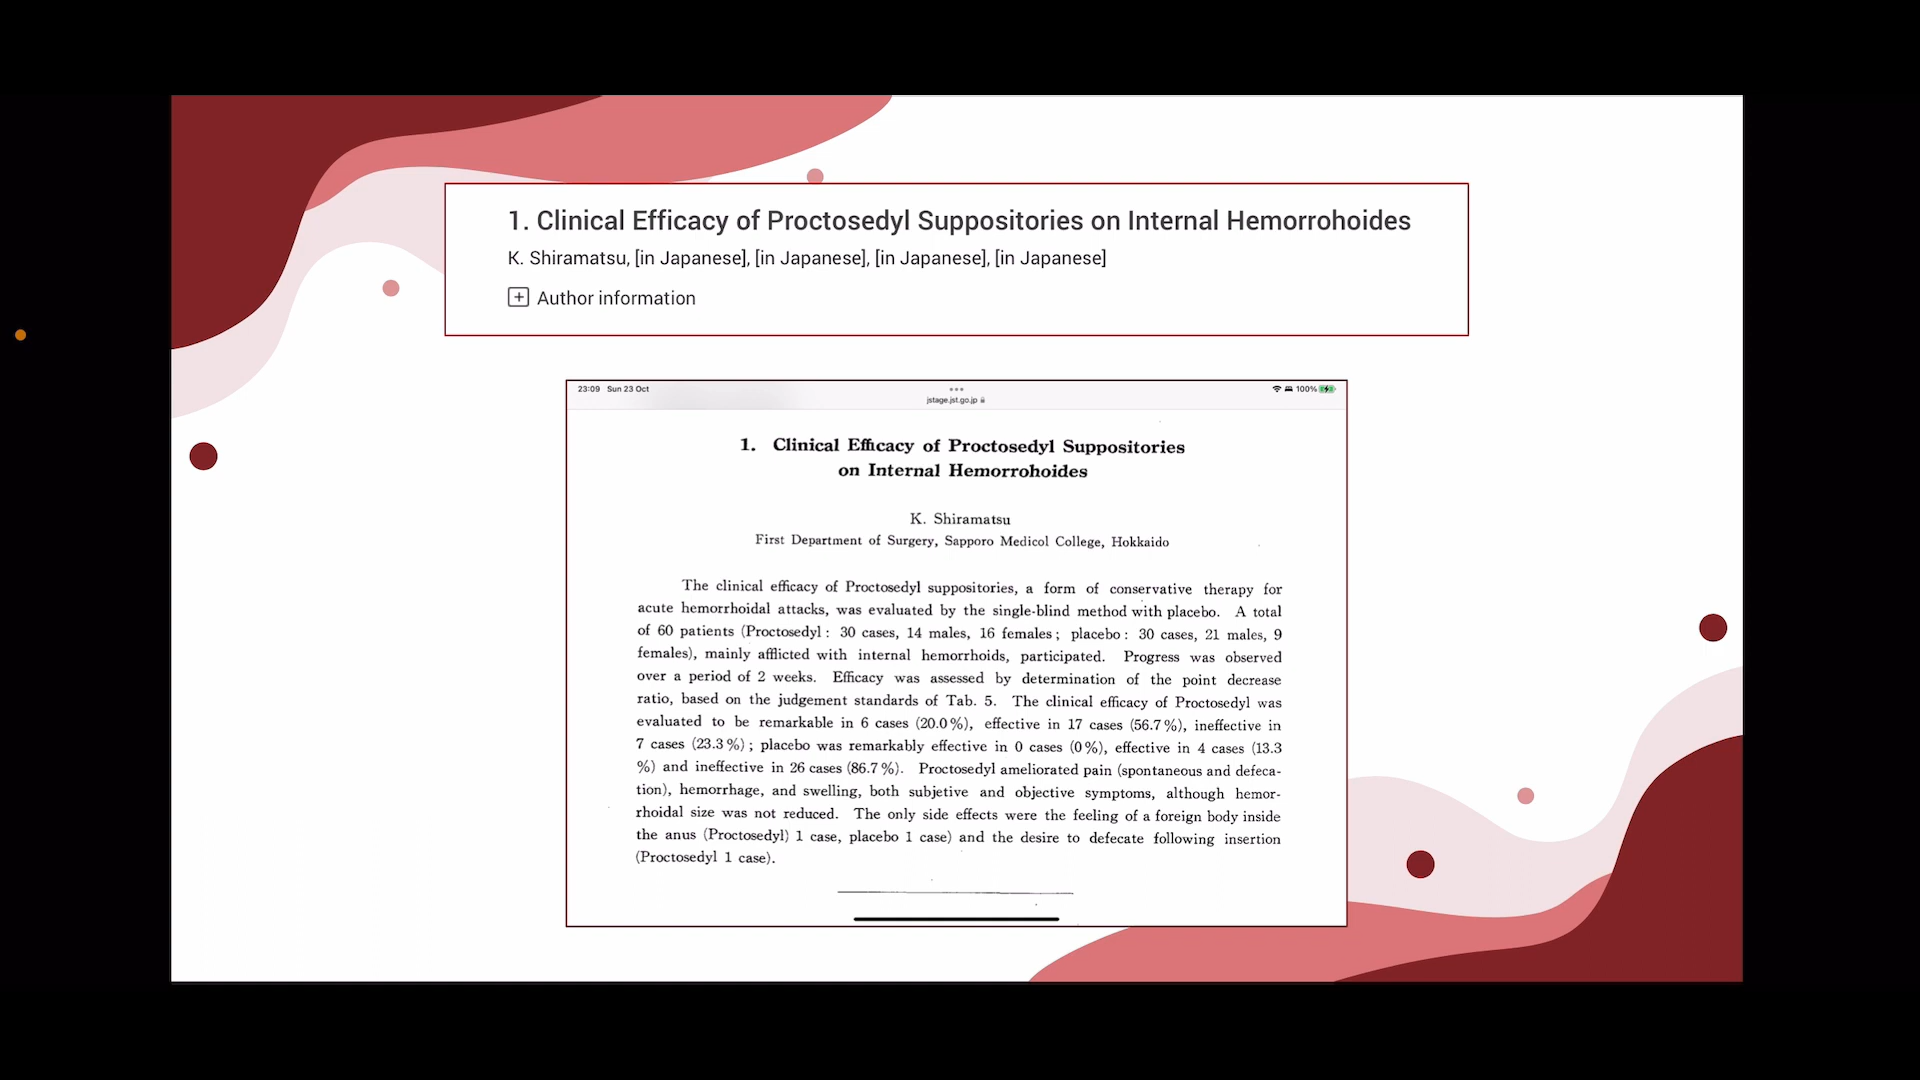 1. Clinical Efficacy of Proctosedyl Suppositories on Internal Hemorrohoides
K. Shiramatsu, [in Japanese], [in Japanese], [in Japanese], [in Japanese]
+ Author information
23:09 Sun 23 Oct
100%
jstage.jst.go.jp
1. Clinical Efficacy of Proctosedyl Suppositories
on Internal Hemorrohoides
K. Shiramatsu
First Department of Surgery, Sapporo Medicol College, Hokkaido
The clinical efficacy of Proctosedyl suppositories, a form of conservative therapy for
acute hemorrhoidal attacks, was evaluated by the single-blind method with placebo. A total
of 60 patients (Proctosedyl : 30 cases, 14 males, 16 females ; placebo : 30 cases, 21 males, 9
females), mainly afflicted with internal hemorrhoids, participated. Progress was observed
over a period of 2 weeks. Efficacy was assessed by determination of the point decrease
ratio, based on the judgement standards of Tab. 5. The clinical efficacy of Proctosedyl was
evaluated to be remarkable in 6 cases (20.0 %), effective in 17 cases (56.7 %), ineffective in
7 cases (23.3 %) ; placebo was remarkably effective in 0 cases (0 %), effective in 4 cases (13.3
%) and ineffective in 26 cases (86.7 %). Proctosedyl ameliorated pain (spontaneous and defeca-
tion), hemorrhage, and swelling, both subjetive and objective symptoms, although hemor-
rhoidal size was not reduced. The only side effects were the feeling of a foreign body inside
the anus (Proctosedyl) 1 case, placebo 1 case) and the desire to defecate following insertion
(Proctosedyl 1 case).